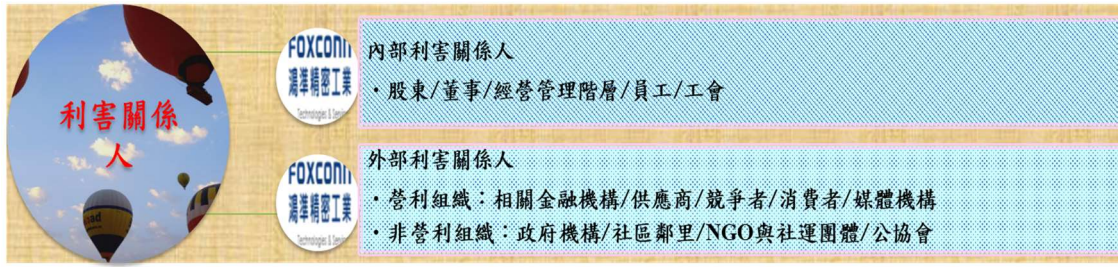 利害關係
人
FOXCONN
鴻準精密工業
Technologies & Servi
內部利害關係人
・股東/董事/經營管理階層/員工/工會
FOXCONN
鴻準精密工業
Technologies & Servi
外部利害關係人
・營利組織：相關金融機構/供應商/競爭者/消費者/媒體機構
・非營利組織：政府機構/社區鄰里/NGO與社運團體/公協會